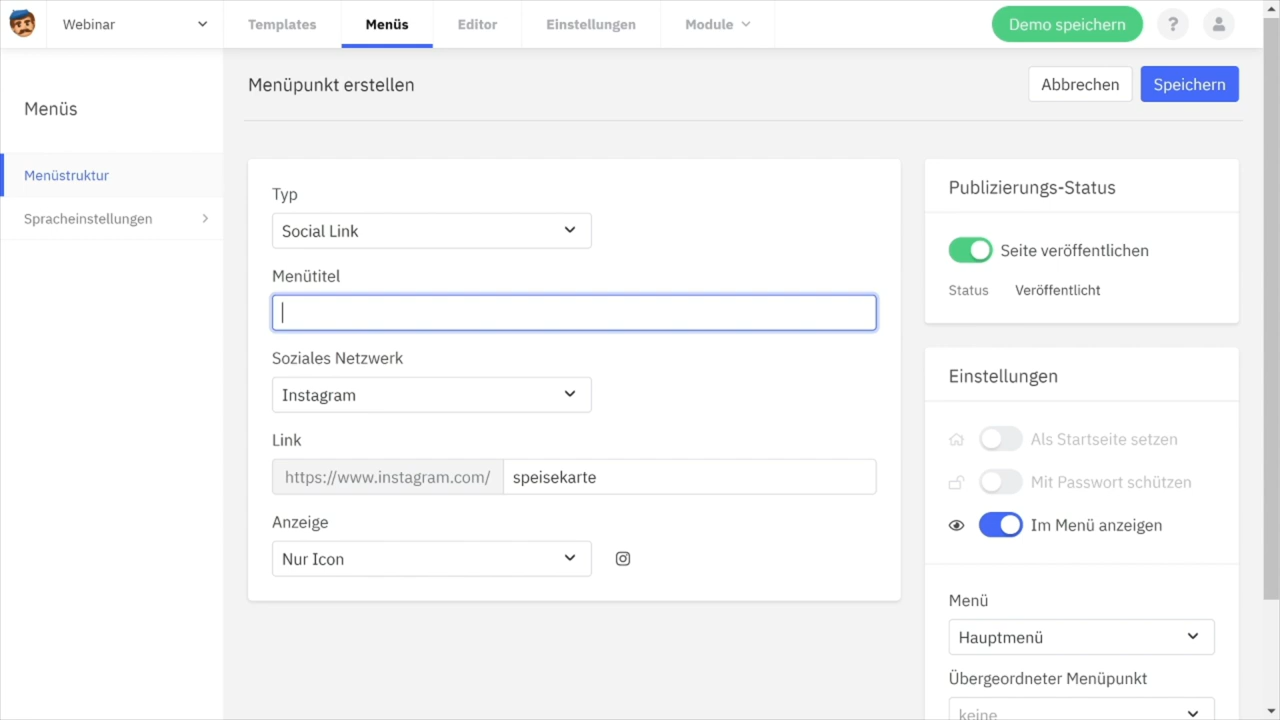 Webinar
Templates
Menüs
Editor
Einstellungen
Module
Demo speichern
?
Menüs
Menüstruktur
Spracheinstellungen
Menüpunkt erstellen
Abbrechen
Speichern
Typ
Social Link
Menütitel
Soziales Netzwerk
Instagram
Link
https://www.instagram.com/ speisekarte
Anzeige
Nur Icon
Publizierungs-Status
Seite veröffentlichen
Status Veröffentlicht
Einstellungen
Als Startseite setzen
Mit Passwort schützen
Im Menü anzeigen
Menü
Hauptmenü
Übergeordneter Menüpunkt
keine